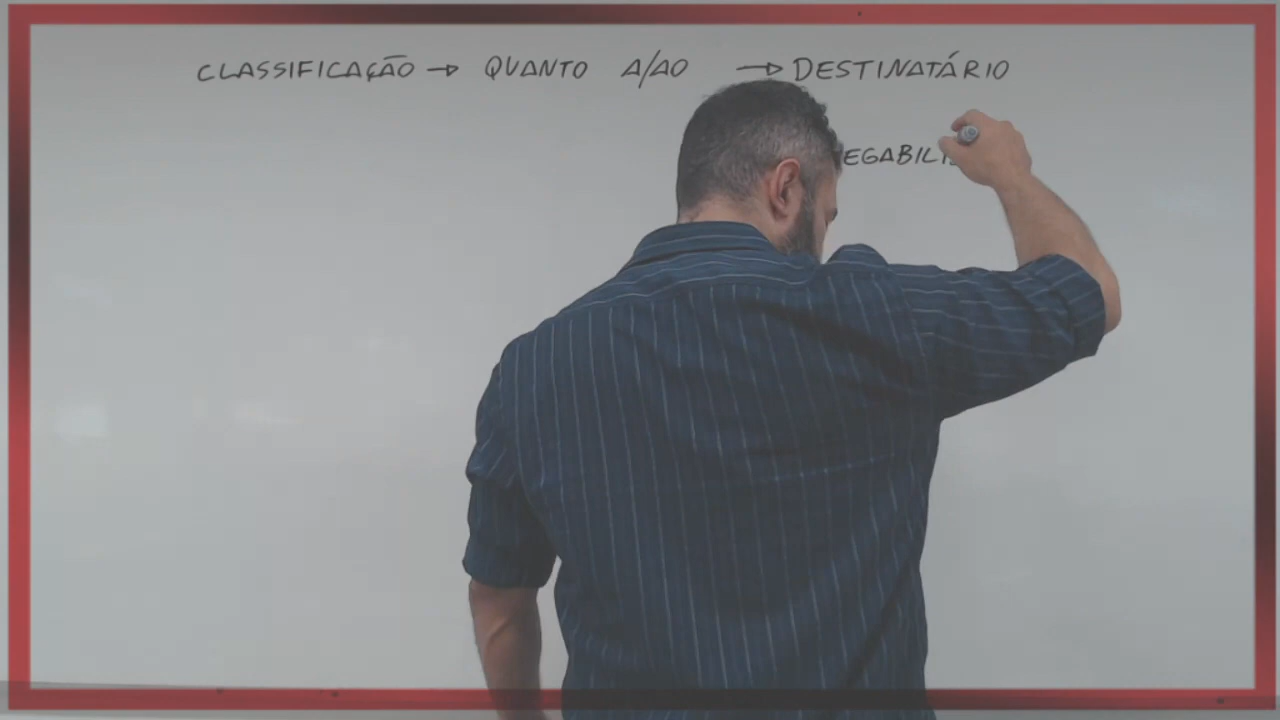 CLASSIFICAÇÃO → QUANTO A/AO → DESTINATÁRIO
EGABILI